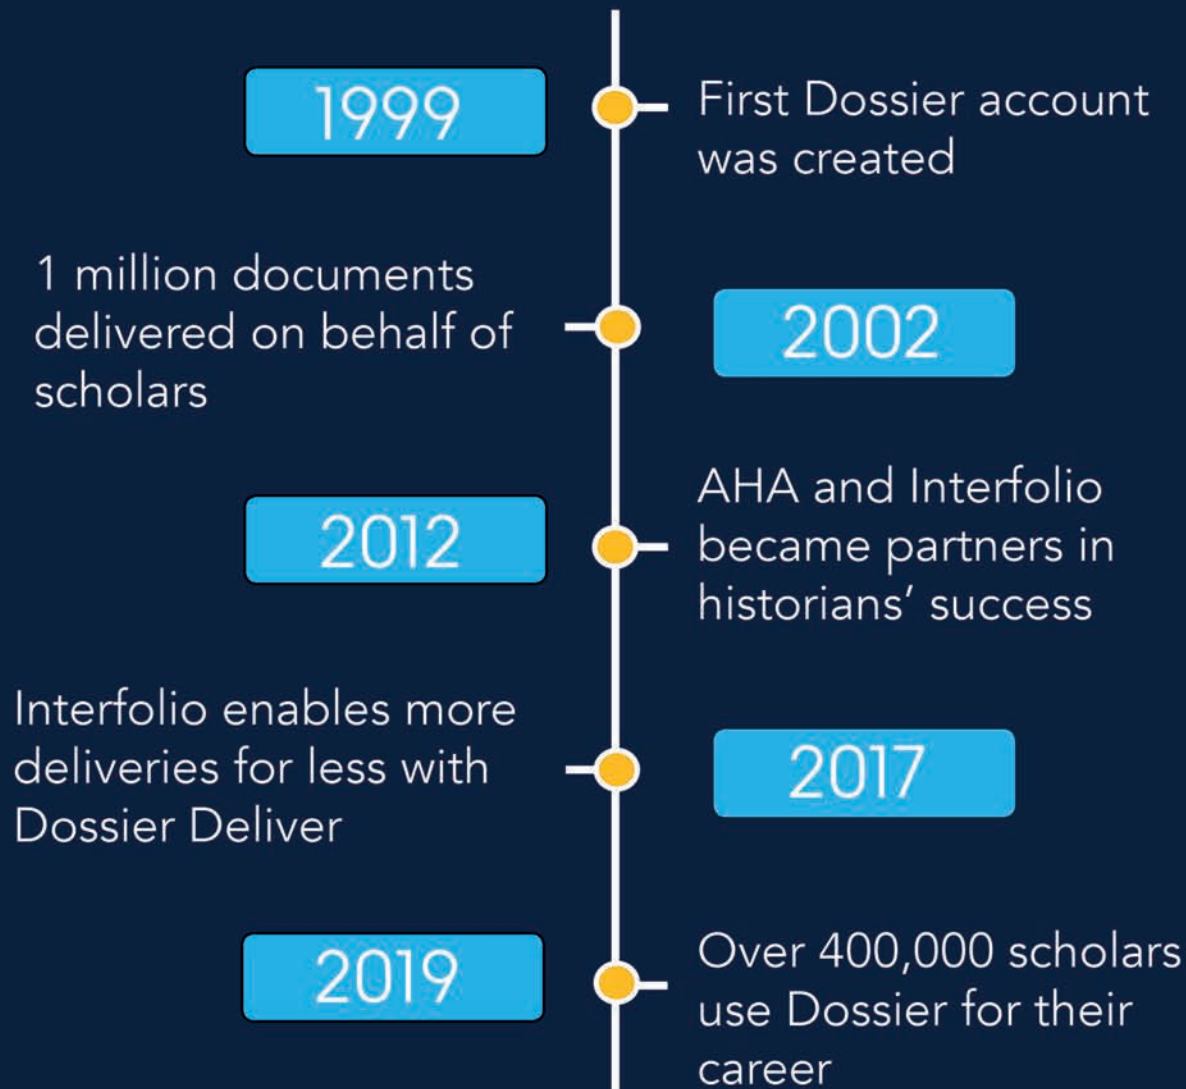 1999
First Dossier account
was created
1 million documents
delivered on behalf of
scholars
2002
2012
AHA and Interfolio
became partners in
historians' success
Interfolio enables more
deliveries for less with
Dossier Deliver
2017
2019
Over 400,000 scholars
use Dossier for their
career